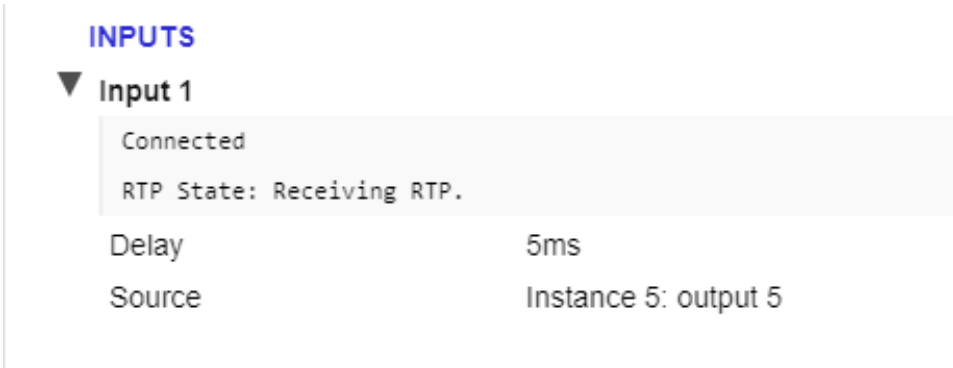 INPUTS
Input 1
Connected
RTP State: Receiving RTP.
Delay 5ms
Source Instance 5: output 5